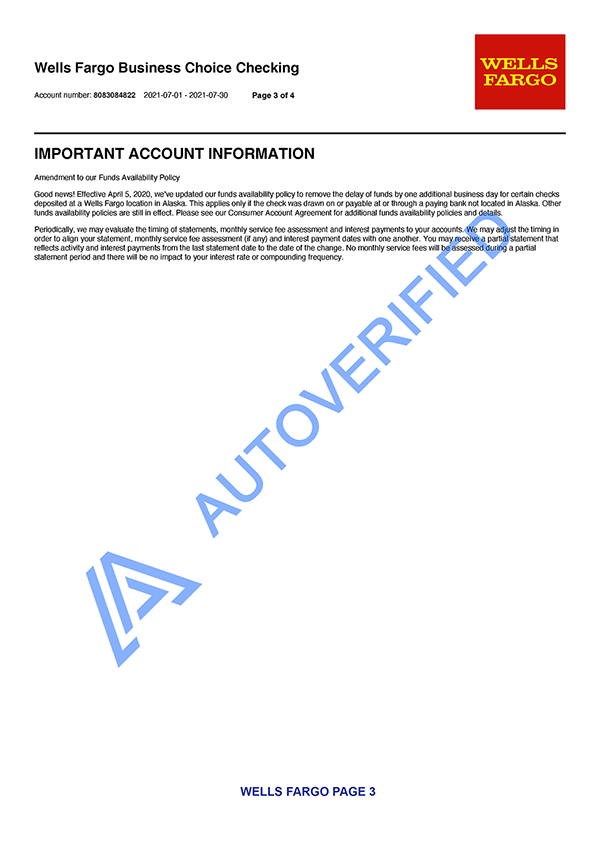 Wells Fargo Business Choice Checking
WELLS
FARGO
Account number: 8083084822 2021-07-01 - 2021-07-30 Page 3 of 4
IMPORTANT ACCOUNT INFORMATION
Amendment to our Funds Availability Policy
Good news! Effective April 5, 2020, we've updated our funds availability policy to remove the delay of funds by one additional business day for certain checks
deposited at a Wells Fargo location in Alaska. This applies only if the check was drawn on or payable at or through a paying bank not located in Alaska. Other
funds availability policies are still in effect. Please see our Consumer Account Agreement for additional funds availability policies and details.
Periodically, we may evaluate the timing of statements, monthly service fee assessment and interest payments to your accounts. We may adjust the timing in
order to align your statement, monthly service fee assessment (if any) and interest payment dates with one another. You may receive a partial statement that
reflects activity and interest payments from the last statement date to the date of the change. No monthly service fees will be assessed during a partial
statement period and there will be no impact to your interest rate or compounding frequency.
AUTOVERIFIED
WELLS FARGO PAGE 3